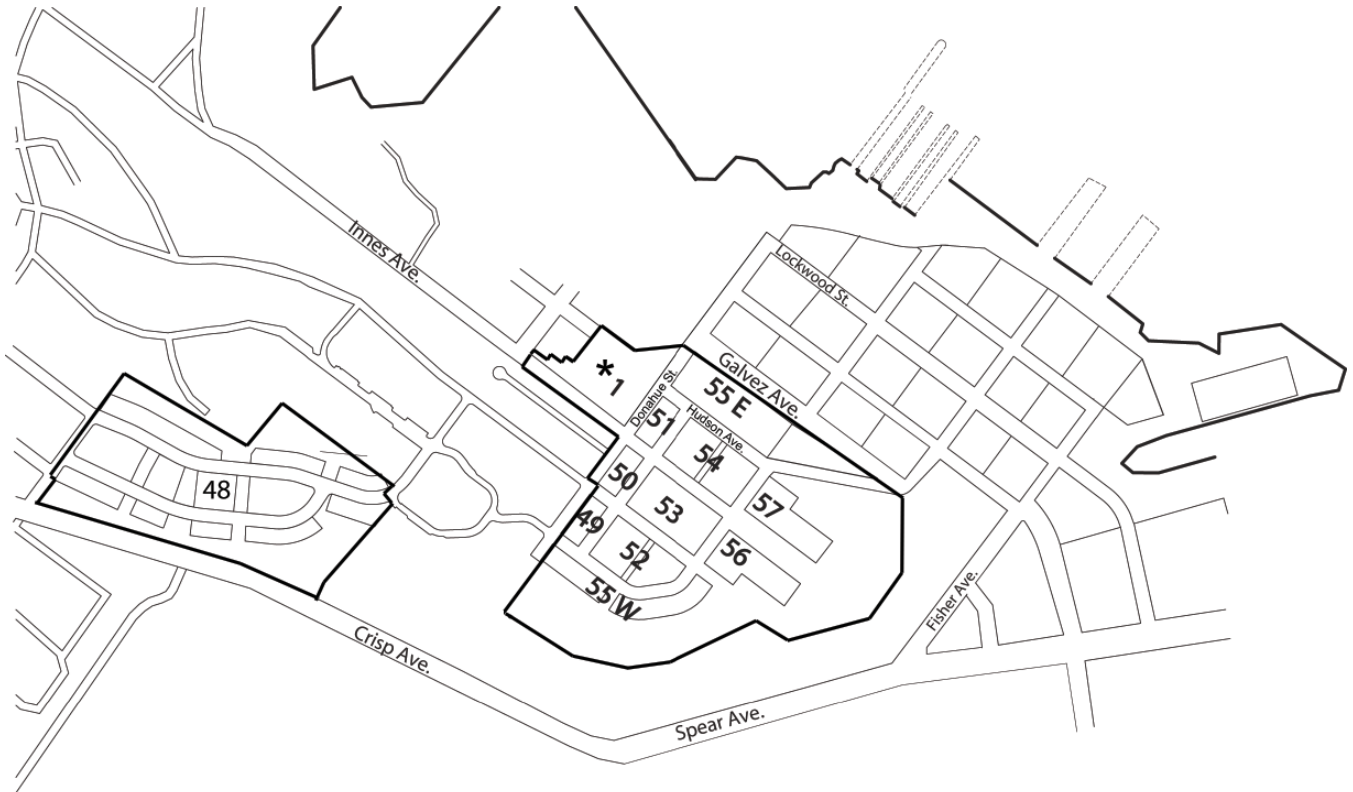 Lockwood St.
Innes Ave.
* 1
Donahue St.
Galvez Ave.
55 E
51
Hudson Ave.
54
50
48
57
53
49
52
56
55 W
Fisher Ave.
Crisp Ave.
Spear Ave.